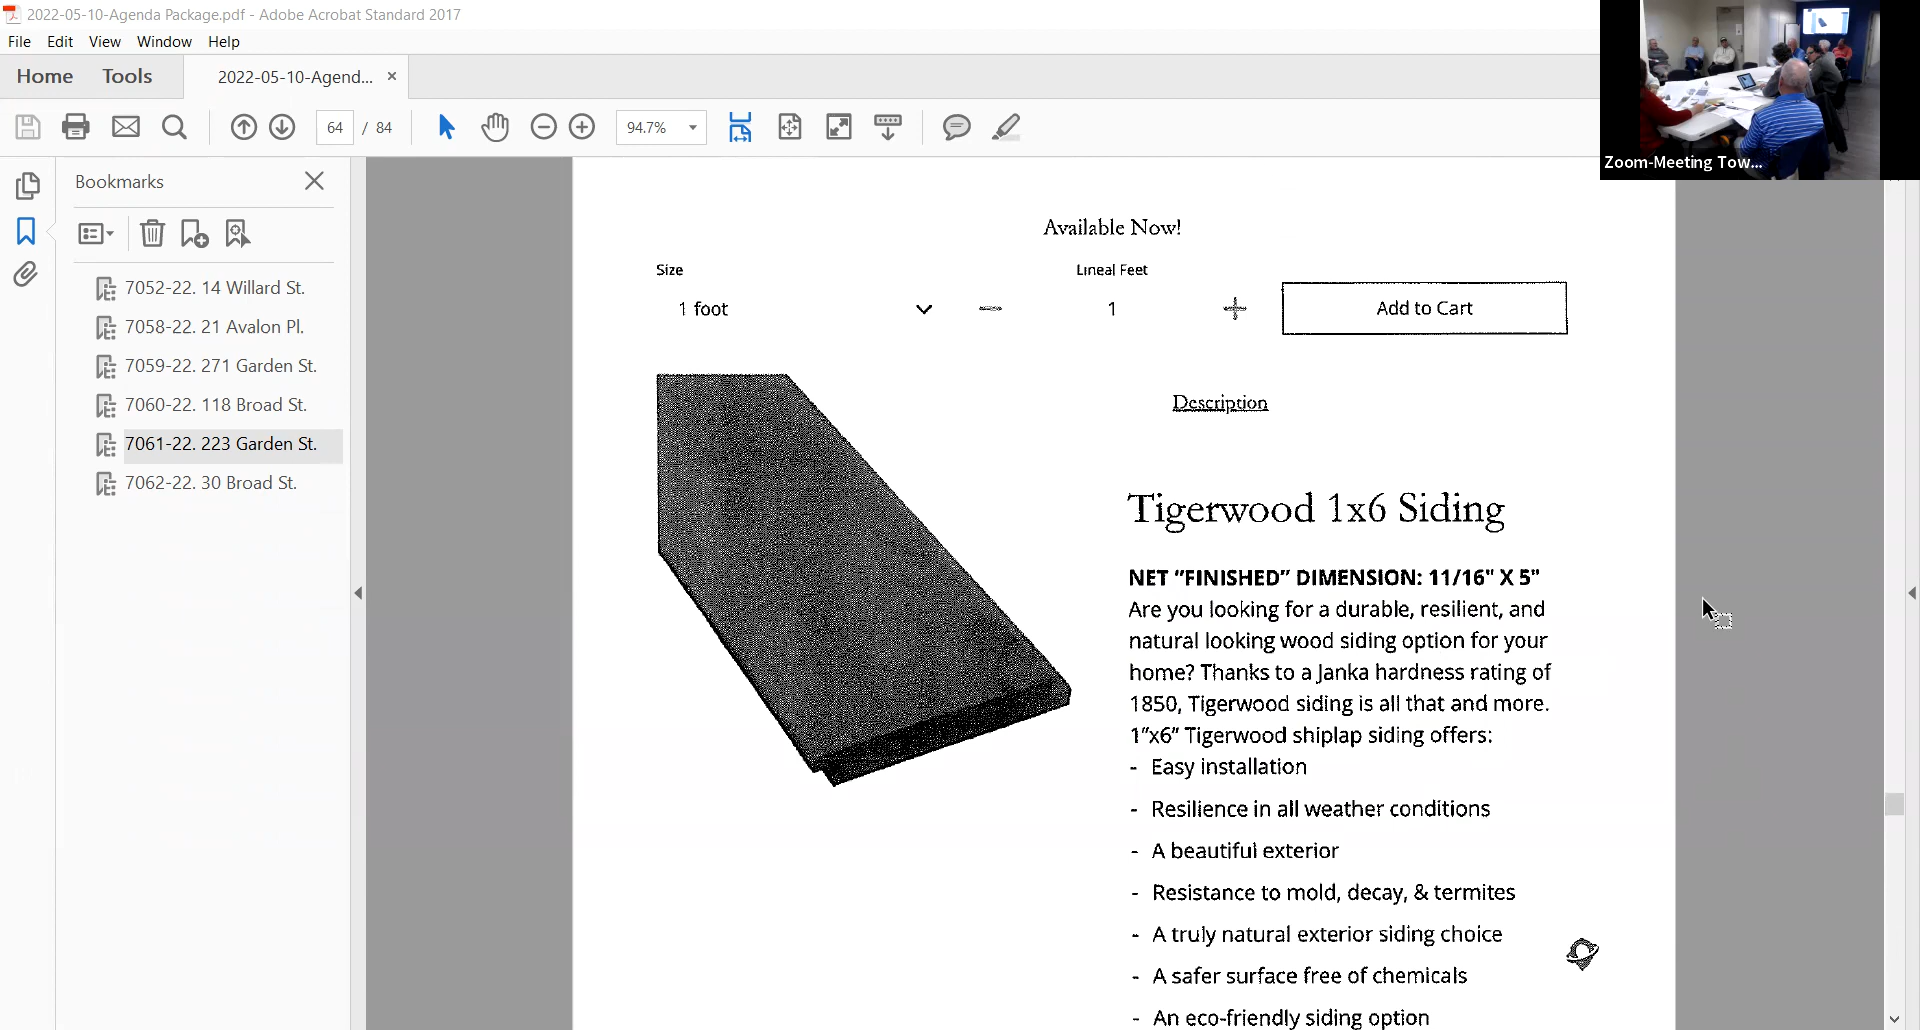 2022-05-10-Agenda Package.pdf - Adobe Acrobat Standard 2017
File Edit View Window Help
Home Tools 2022-05-10-Agend... ×
64 / 84 94.7%
Zoom-Meeting Tow...
Bookmarks
7052-22. 14 Willard St.
7058-22. 21 Avalon Pl.
7059-22. 271 Garden St.
7060-22. 118 Broad St.
7061-22. 223 Garden St.
7062-22. 30 Broad St.
Available Now!
Size Lineal Feet
1 foot 1 Add to Cart
Description
Tigerwood 1x6 Siding
NET "FINISHED" DIMENSION: 11/16" X 5"
Are you looking for a durable, resilient, and
natural looking wood siding option for your
home? Thanks to a Janka hardness rating of
1850, Tigerwood siding is all that and more.
1"x6" Tigerwood shiplap siding offers:
- Easy installation
- Resilience in all weather conditions
- A beautiful exterior
- Resistance to mold, decay, & termites
- A truly natural exterior siding choice
- A safer surface free of chemicals
- An eco-friendly siding option